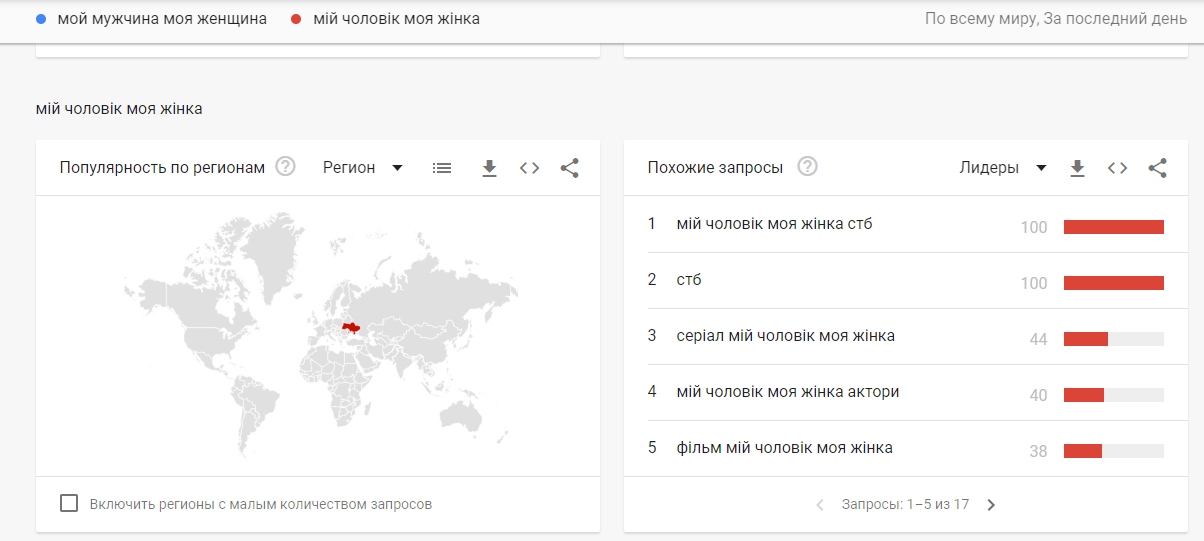 мой мужчина моя женщина
мій чоловік моя жінка
По всему миру, За последний день
мій чоловік моя жінка
Популярность по регионам
?
Регион
Похожие запросы
?
Лидеры
1 мій чоловік моя жінка стб 100
2 стб 100
3 серіал мій чоловік моя жінка 44
4 мій чоловік моя жінка актори 40
5 фільм мій чоловік моя жінка 38
Включить регионы с малым количеством запросов
Запросы: 1–5 из 17